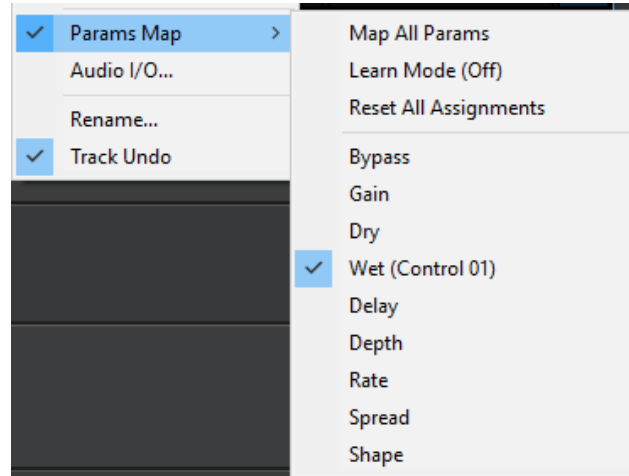 Params Map
Audio I/O...
Rename...
Track Undo
Map All Params
Learn Mode (Off)
Reset All Assignments
Bypass
Gain
Dry
Wet (Control 01)
Delay
Depth
Rate
Spread
Shape